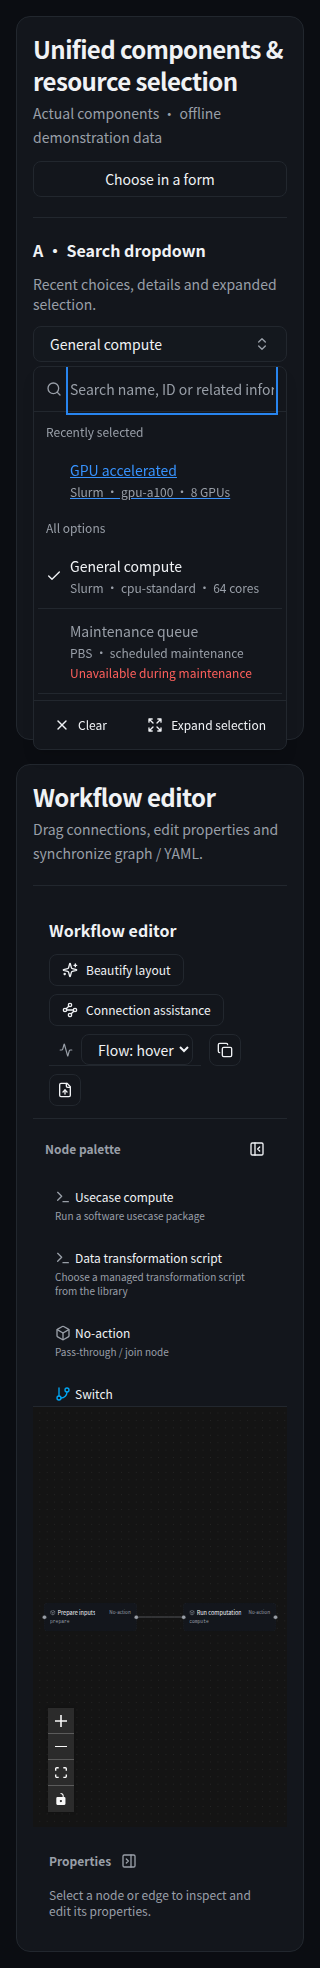 Unified components &
resource selection
Actual components • offline
demonstration data
Choose in a form
A • Search dropdown
Recent choices, details and expanded
selection.
General compute
Search name, ID or related infor
Recently selected
GPU accelerated
Slurm • gpu-a100 • 8 GPUs
All options
General compute
Slurm • cpu-standard • 64 cores
Maintenance queue
PBS • scheduled maintenance
Unavailable during maintenance
Clear
Expand selection
Workflow editor
Drag connections, edit properties and
synchronize graph / YAML.
Workflow editor
Beautify layout
Connection assistance
Flow: hover
Node palette
Usecase compute
Run a software usecase package
Data transformation script
Choose a managed transformation script
from the library
No-action
Pass-through / join node
Switch
Prepare inputs No-action
prepare
Run computation No-action
compute
Properties
Select a node or edge to inspect and
edit its properties.